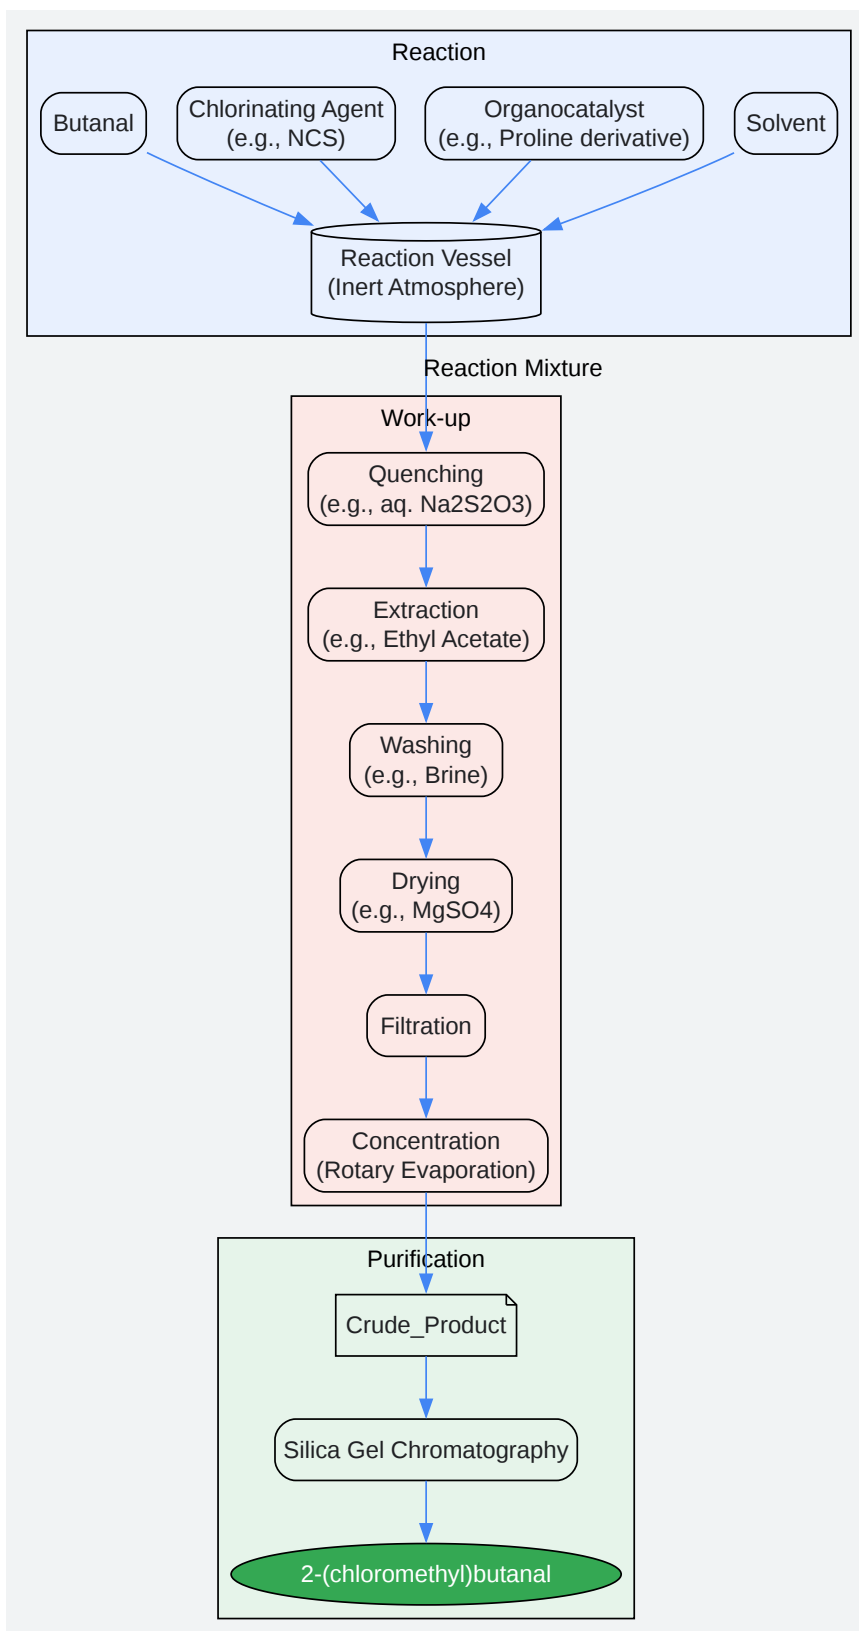 Reaction
Butanal
Chlorinating Agent
(e.g., NCS)
Organocatalyst
(e.g., Proline derivative)
Solvent
Reaction Vessel
(Inert Atmosphere)
Reaction Mixture
Work-up
Quenching
(e.g., aq. Na2S2O3)
Extraction
(e.g., Ethyl Acetate)
Washing
(e.g., Brine)
Drying
(e.g., MgSO4)
Filtration
Concentration
(Rotary Evaporation)
Purification
Crude_Product
Silica Gel Chromatography
2-(chloromethyl)butanal